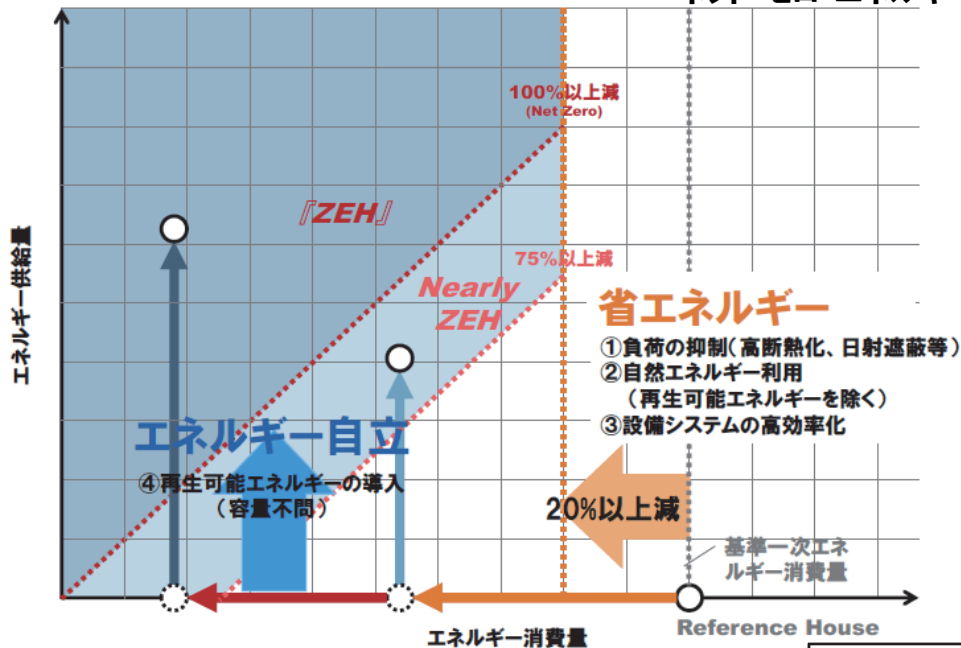 100%以上減
(Net Zero)
『ZEH』
75%以上減
Nearly
ZEH
エネルギー供給量
省エネルギー
①負荷の抑制(高断熱化、日射遮蔽等)
②自然エネルギー利用
(再生可能エネルギーを除く)
③設備システムの高効率化
エネルギー自立
④再生可能エネルギーの導入
(容量不問)
20%以上減
基準一次エネ
ルギー消費量
エネルギー消費量
Reference House